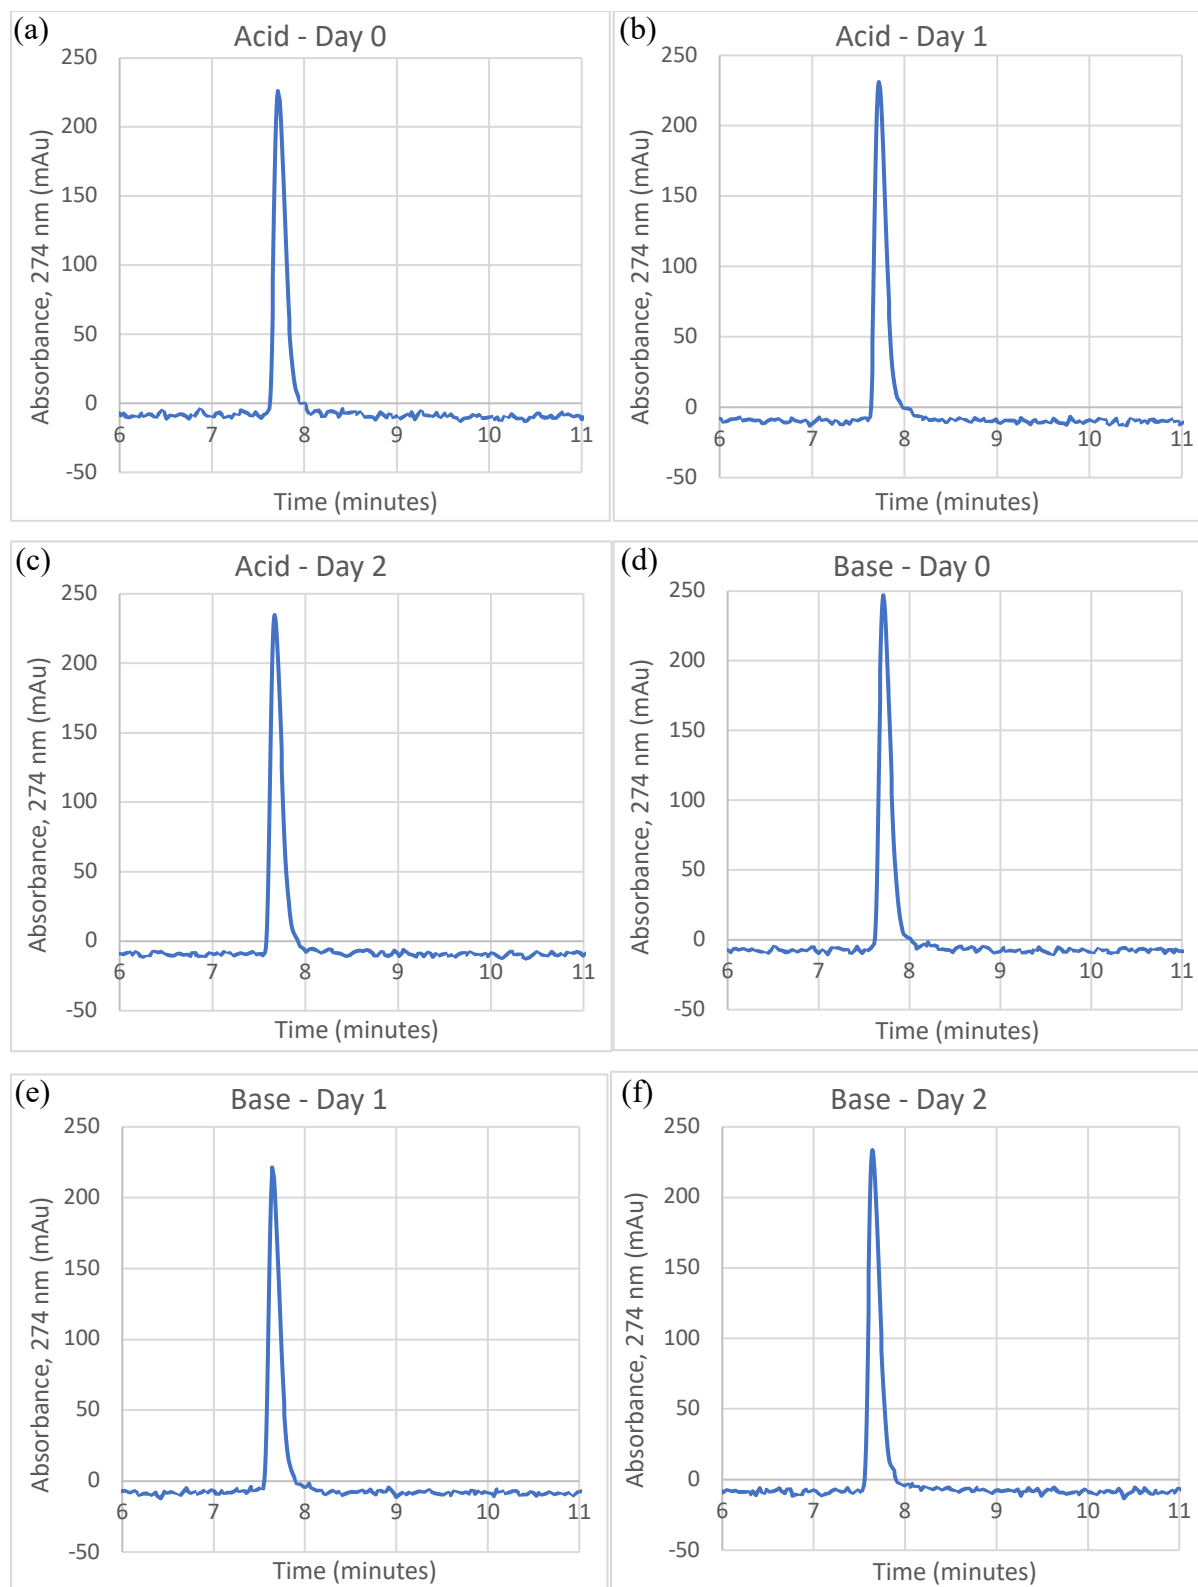 (a)
Acid - Day 0
250
200
150
100
50
0
-50
6 7 8 9 10 11
Absorbance, 274 nm (mAu)
Time (minutes)
(b)
Acid - Day 1
250
200
150
100
50
0
-50
6 7 8 9 10 11
Absorbance, 274 nm (mAu)
Time (minutes)
(c)
Acid - Day 2
250
200
150
100
50
0
-50
6 7 8 9 10 11
Absorbance, 274 nm (mAu)
Time (minutes)
(d)
Base - Day 0
250
200
150
100
50
0
-50
6 7 8 9 10 11
Absorbance, 274 nm (mAu)
Time (minutes)
(e)
Base - Day 1
250
200
150
100
50
0
-50
6 7 8 9 10 11
Absorbance, 274 nm (mAu)
Time (minutes)
(f)
Base - Day 2
250
200
150
100
50
0
-50
6 7 8 9 10 11
Absorbance, 274 nm (mAu)
Time (minutes)